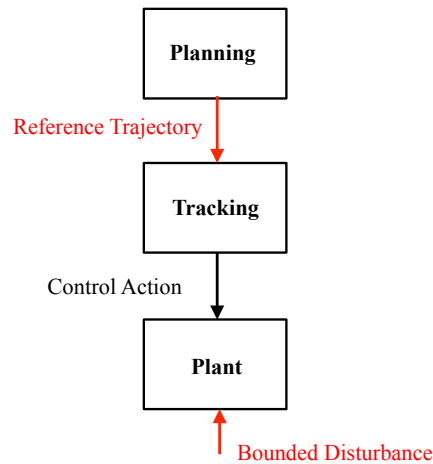 Planning
Reference Trajectory
Tracking
Control Action
Plant
Bounded Disturbance